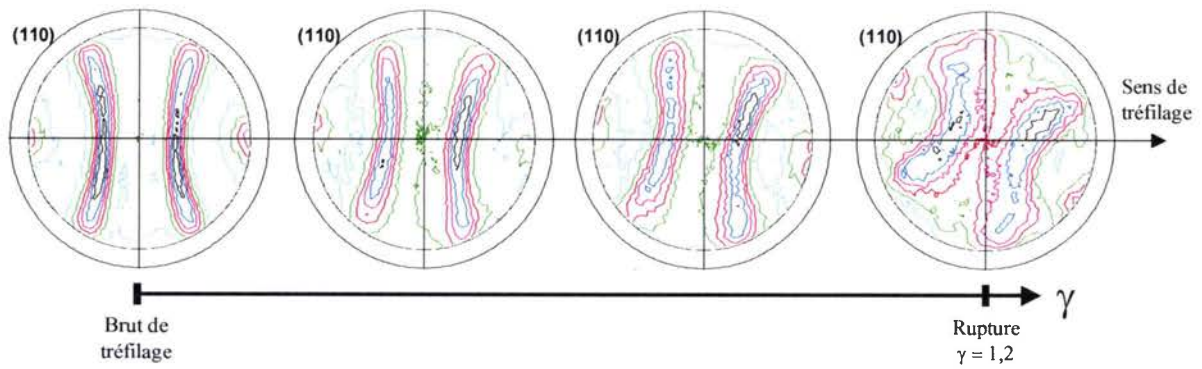 (110)
(110)
(110)
(110)
Sens de
tréfilage
γ
Brut de
tréfilage
Rupture
γ = 1,2